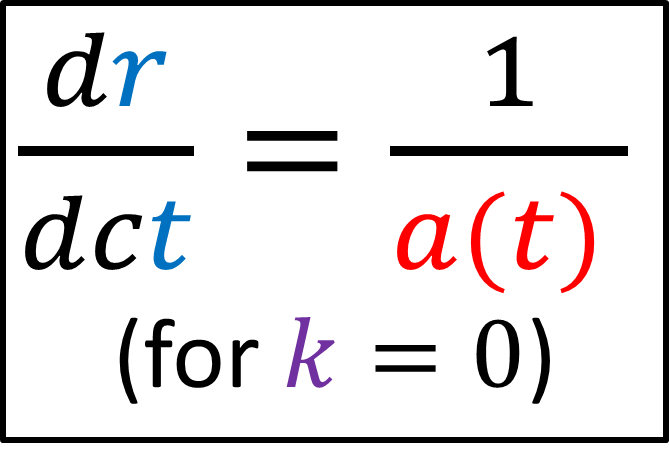 dr/dct = 1/a(t)
(for k = 0)